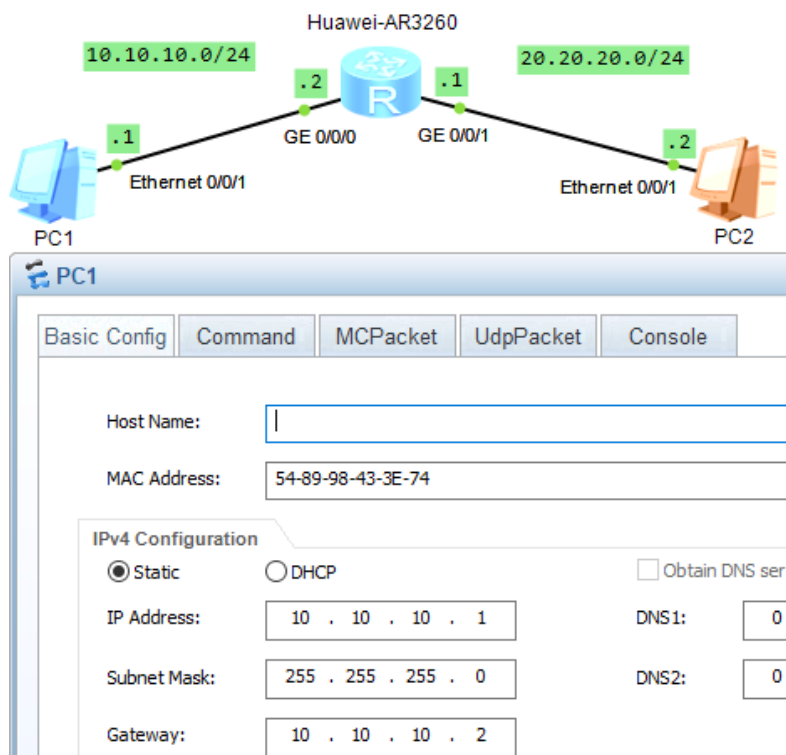 Huawei-AR3260
10.10.10.0/24
20.20.20.0/24
.2
.1
R
.1
GE 0/0/0
GE 0/0/1
.2
Ethernet 0/0/1
Ethernet 0/0/1
PC1
PC2
PC1
Basic Config Command MCPacket UdpPacket Console
Host Name:
MAC Address: 54-89-98-43-3E-74
IPv4 Configuration
Static DHCP Obtain DNS ser
IP Address: 10 . 10 . 10 . 1 DNS1: 0
Subnet Mask: 255 . 255 . 255 . 0 DNS2: 0
Gateway: 10 . 10 . 10 . 2